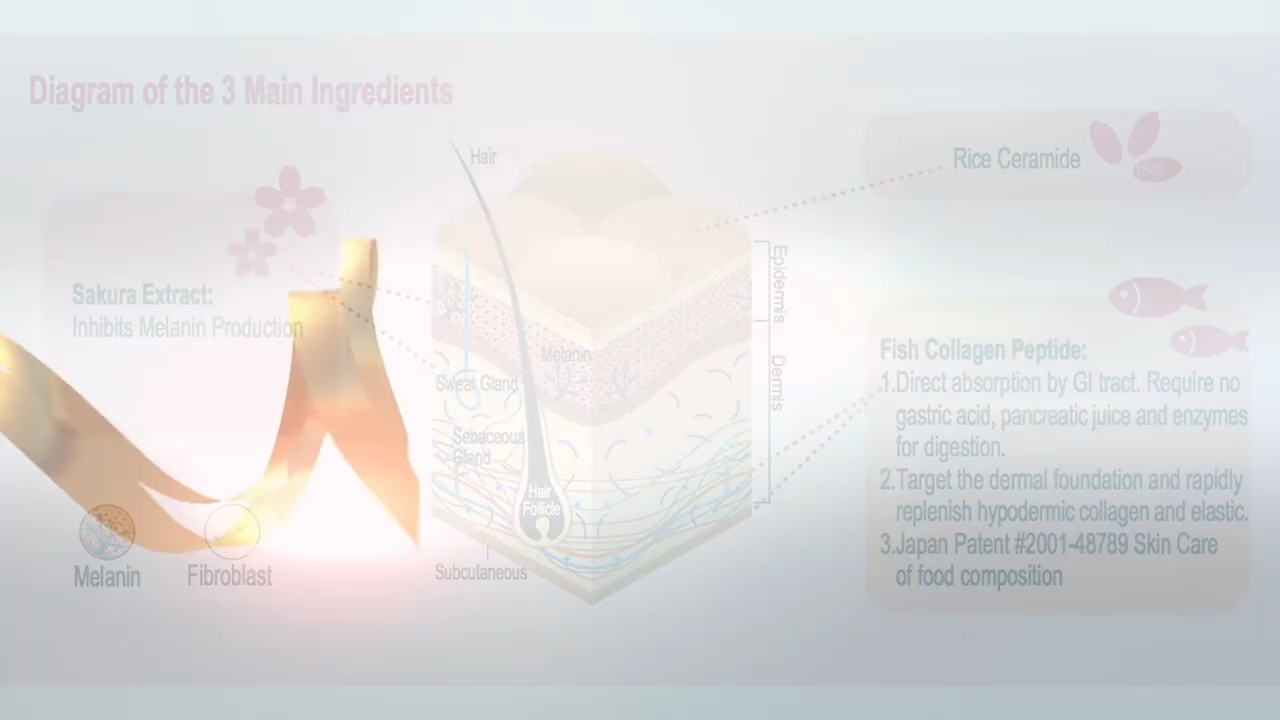 Diagram of the 3 Main Ingredients
Hair
Rice Ceramide
Epidermis
Sakura Extract:
Inhibits Melanin Production
Melanin
Dermis
Sweat Gland
Sebaceous
Gland
Hair
Follicle
Fish Collagen Peptide:
1.Direct absorption by GI tract. Require no
gastric acid, pancreatic juice and enzymes
for digestion.
2.Target the dermal foundation and rapidly
replenish hypodermic collagen and elastic.
3.Japan Patent #2001-48789 Skin Care
of food composition
Melanin
Fibroblast
Subcutaneous